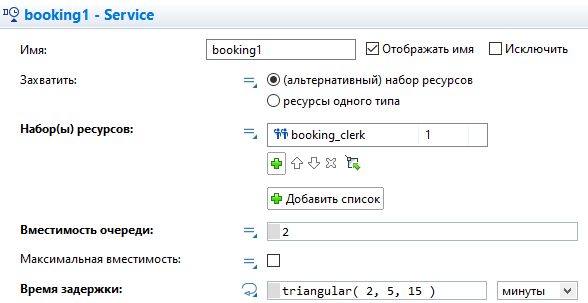 booking1 - Service
Имя: booking1 Отображать имя Исключить
Захватить: (альтернативный) набор ресурсов
ресурсы одного типа
Набор(ы) ресурсов: booking_clerk 1
Добавить список
Вместимость очереди: 2
Максимальная вместимость:
Время задержки: triangular( 2, 5, 15 ) минуты